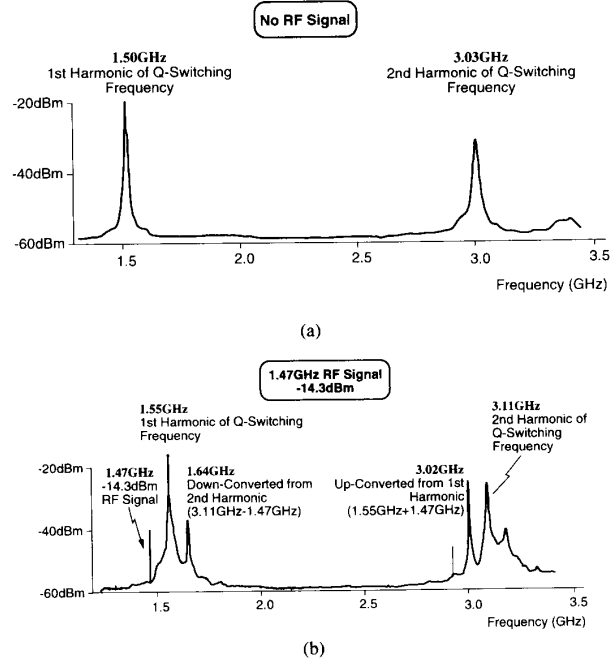 No RF Signal
1.50GHz
1st Harmonic of Q-Switching
Frequency
3.03GHz
2nd Harmonic of Q-Switching
Frequency
-20dBm
-40dBm
-60dBm
1.5
2.0
2.5
3.0
3.5
Frequency (GHz)
(a)
1.47GHz RF Signal
-14.3dBm
1.55GHz
1st Harmonic of Q-Switching
Frequency
3.11GHz
2nd Harmonic of
Q-Switching
Frequency
1.47GHz
-14.3dBm
RF Signal
1.64GHz
Down-Converted from
2nd Harmonic
(3.11GHz-1.47GHz)
3.02GHz
Up-Converted from 1st
Harmonic
(1.55GHz+1.47GHz)
-20dBm
-40dBm
-60dBm
1.5
2.0
2.5
3.0
3.5
Frequency (GHz)
(b)